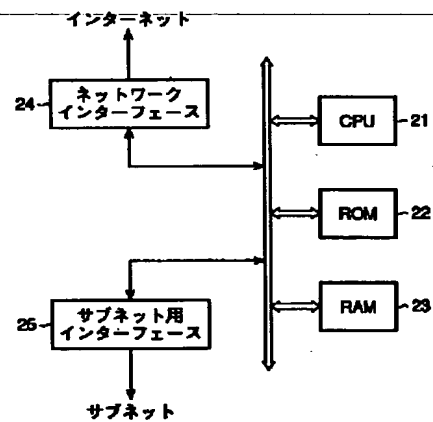 インターネット
24
ネットワーク
インターフェース
CPU
21
ROM
22
サブネット用
インターフェース
25
RAM
23
サブネット